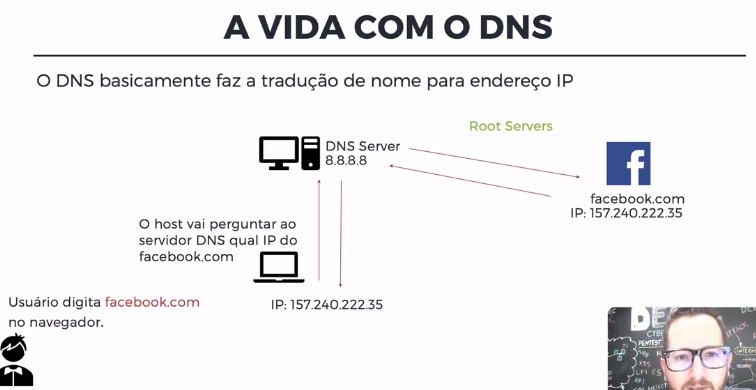 A VIDA COM O DNS
O DNS basicamente faz a tradução de nome para endereço IP
Root Servers
DNS Server
8.8.8.8
facebook.com
IP: 157.240.222.35
O host vai perguntar ao
servidor DNS qual IP do
facebook.com
Usuário digita facebook.com
no navegador.
IP: 157.240.222.35
PENTEST
XSS